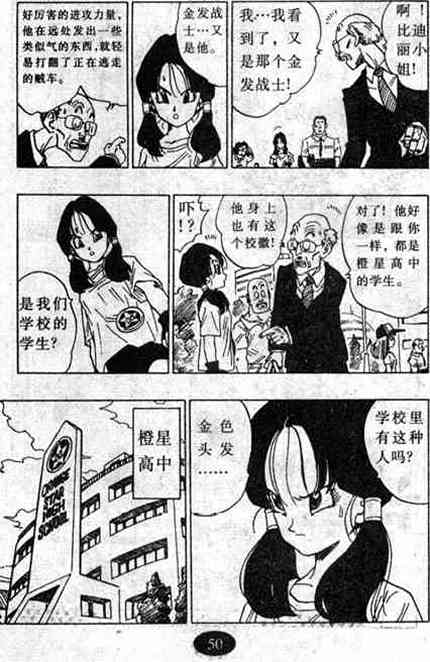 啊！
比迪
丽小
姐！
我…我看
到了，又
是那个金
发战士！
金发战
士…又
是他。
好厉害的进攻力量，
他在远处发出一些
类似气的东西，就轻
易打翻了正在逃走
的贼车。
对了！他好
像是跟你
一样，都是
橙星高中
的学生。
他身上
也有这
个校徽！
吓
!?
是我们
学校的
学生？
学校里
有这种
人吗？
金色
头发
……
橙星
高中
ORANGE
STAR
HIGH
SCHOOL
50